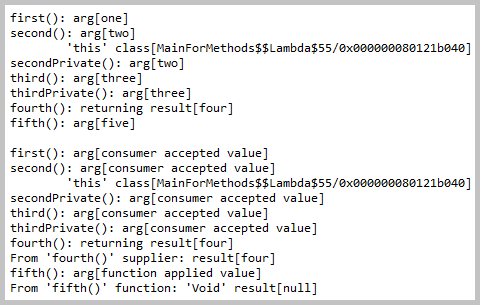 first(): arg[one]
second(): arg[two]
'this' class[MainForMethods$$Lambda$55/0x000000080121b040]
secondPrivate(): arg[two]
third(): arg[three]
thirdPrivate(): arg[three]
fourth(): returning result[four]
fifth(): arg[five]
first(): arg[consumer accepted value]
second(): arg[consumer accepted value]
'this' class[MainForMethods$$Lambda$55/0x000000080121b040]
secondPrivate(): arg[consumer accepted value]
third(): arg[consumer accepted value]
thirdPrivate(): arg[consumer accepted value]
fourth(): returning result[four]
From 'fourth()' supplier: result[four]
fifth(): arg[function applied value]
From 'fifth()' function: 'Void' result[null]